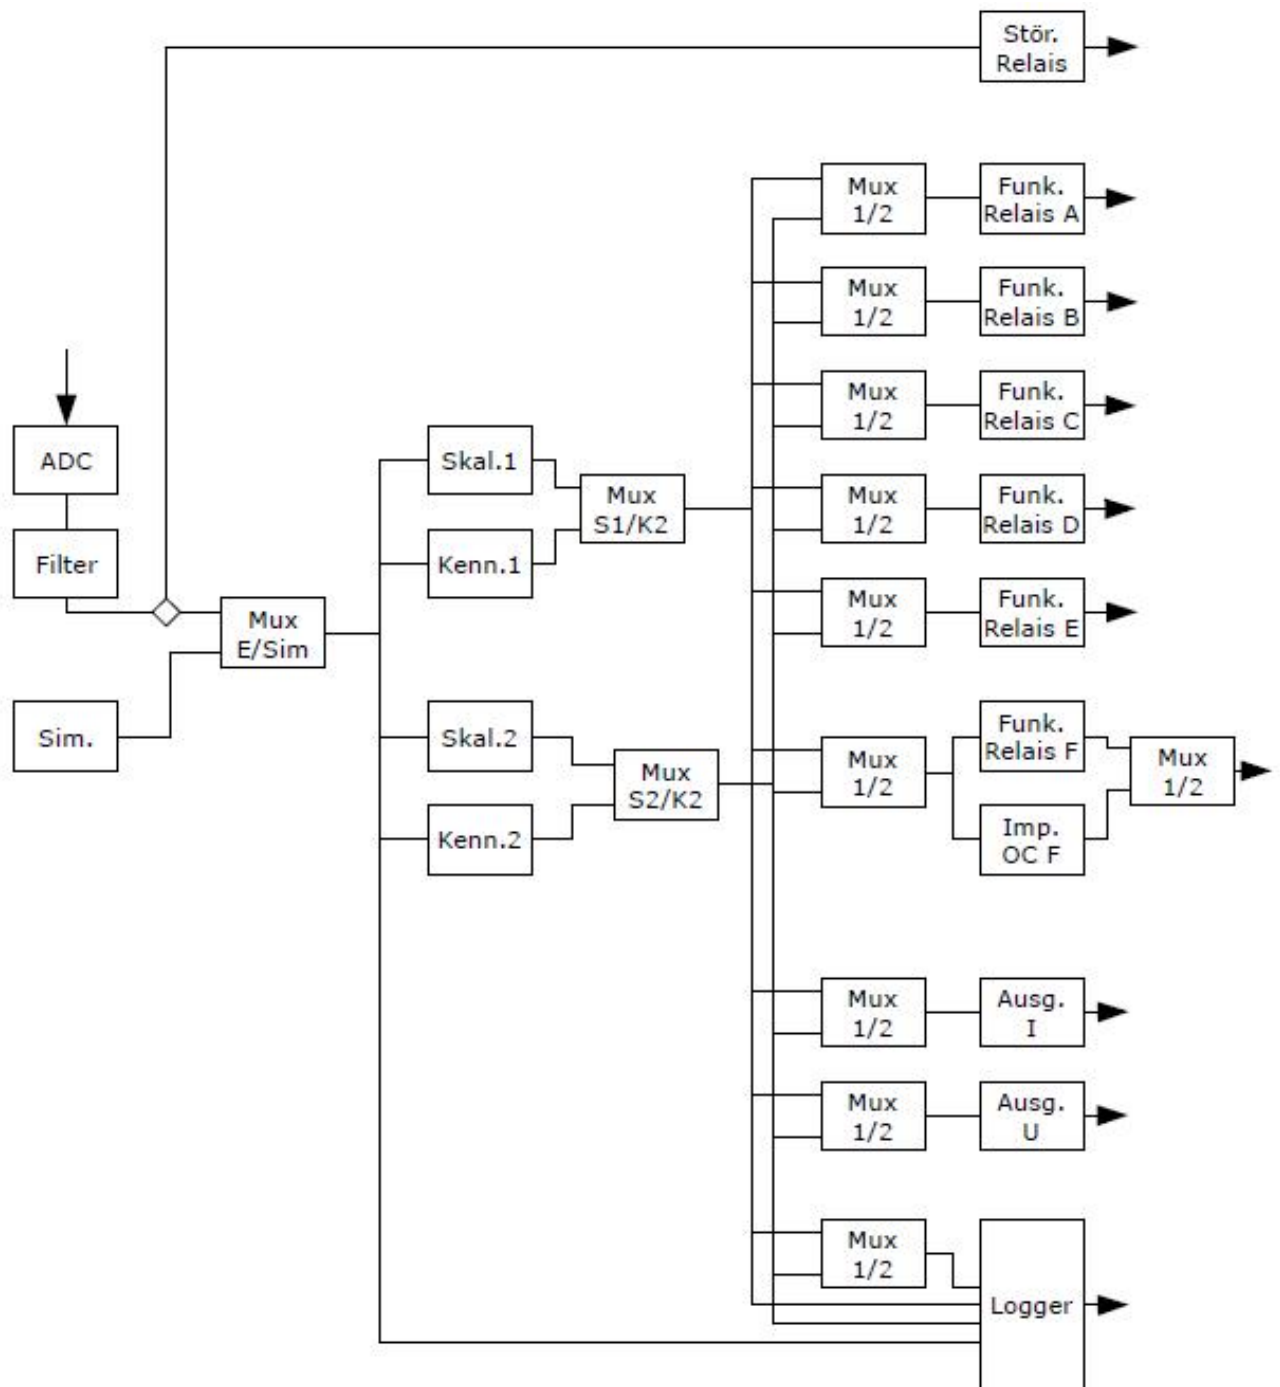 Stör.
Relais
Mux
1/2
Funk.
Relais A
Mux
1/2
Funk.
Relais B
Mux
1/2
Funk.
Relais C
ADC
Skal.1
Mux
S1/K2
Mux
1/2
Funk.
Relais D
Filter
Kenn.1
Mux
E/Sim
Mux
1/2
Funk.
Relais E
Sim.
Skal.2
Mux
S2/K2
Kenn.2
Mux
1/2
Funk.
Relais F
Imp.
OC F
Mux
1/2
Mux
1/2
Ausg.
I
Mux
1/2
Ausg.
U
Mux
1/2
Logger